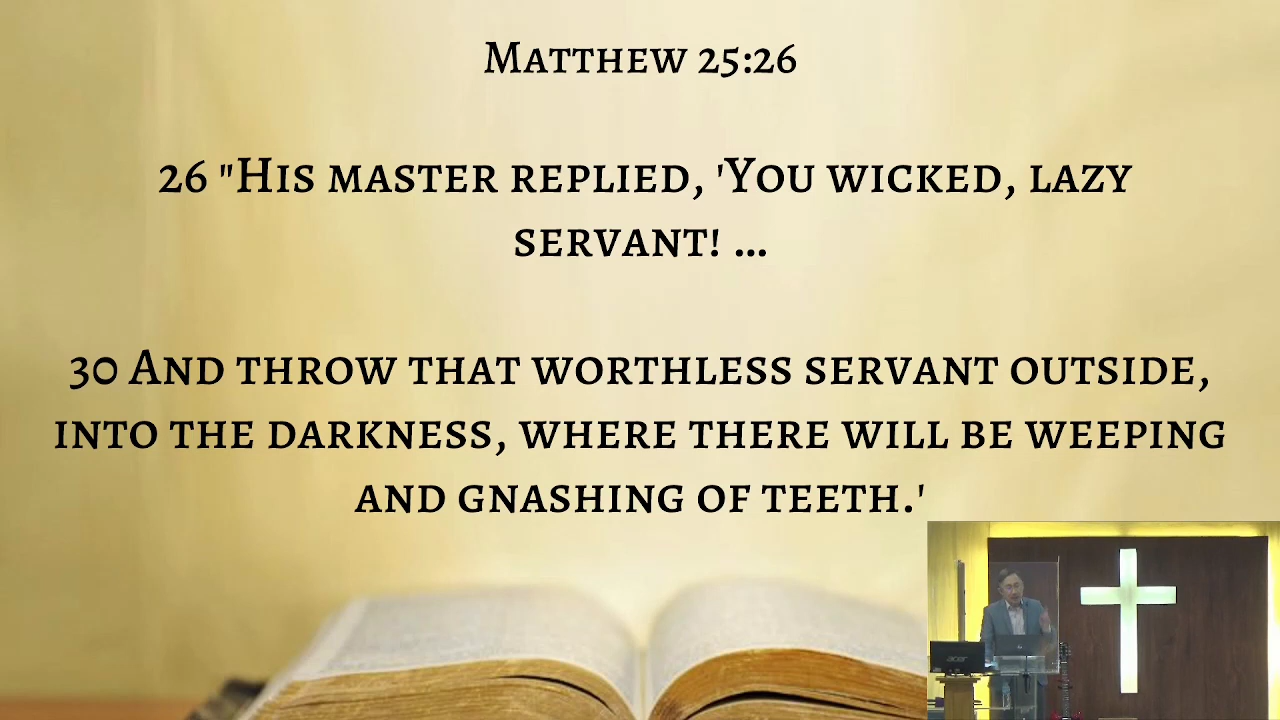 Matthew 25:26
26 "His master replied, 'You wicked, lazy
servant! ...
30 And throw that worthless servant outside,
into the darkness, where there will be weeping
and gnashing of teeth.'
acer